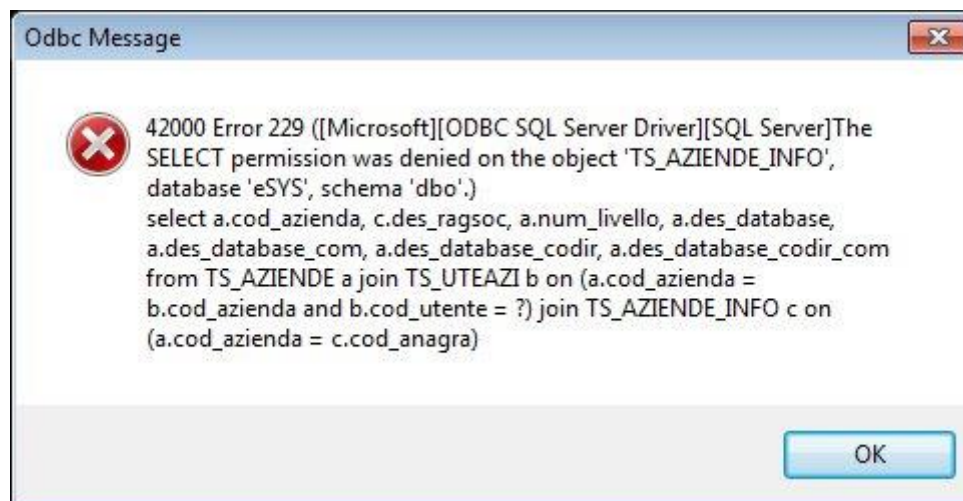 Odbc Message
42000 Error 229 ([Microsoft][ODBC SQL Server Driver][SQL Server]The
SELECT permission was denied on the object 'TS_AZIENDE_INFO',
database 'eSYS', schema 'dbo'.)
select a.cod_azienda, c.des_ragsoc, a.num_livello, a.des_database,
a.des_database_com, a.des_database_codir, a.des_database_codir_com
from TS_AZIENDE a join TS_UTEAZI b on (a.cod_azienda =
b.cod_azienda and b.cod_utente = ?) join TS_AZIENDE_INFO c on
(a.cod_azienda = c.cod_anagra)
OK